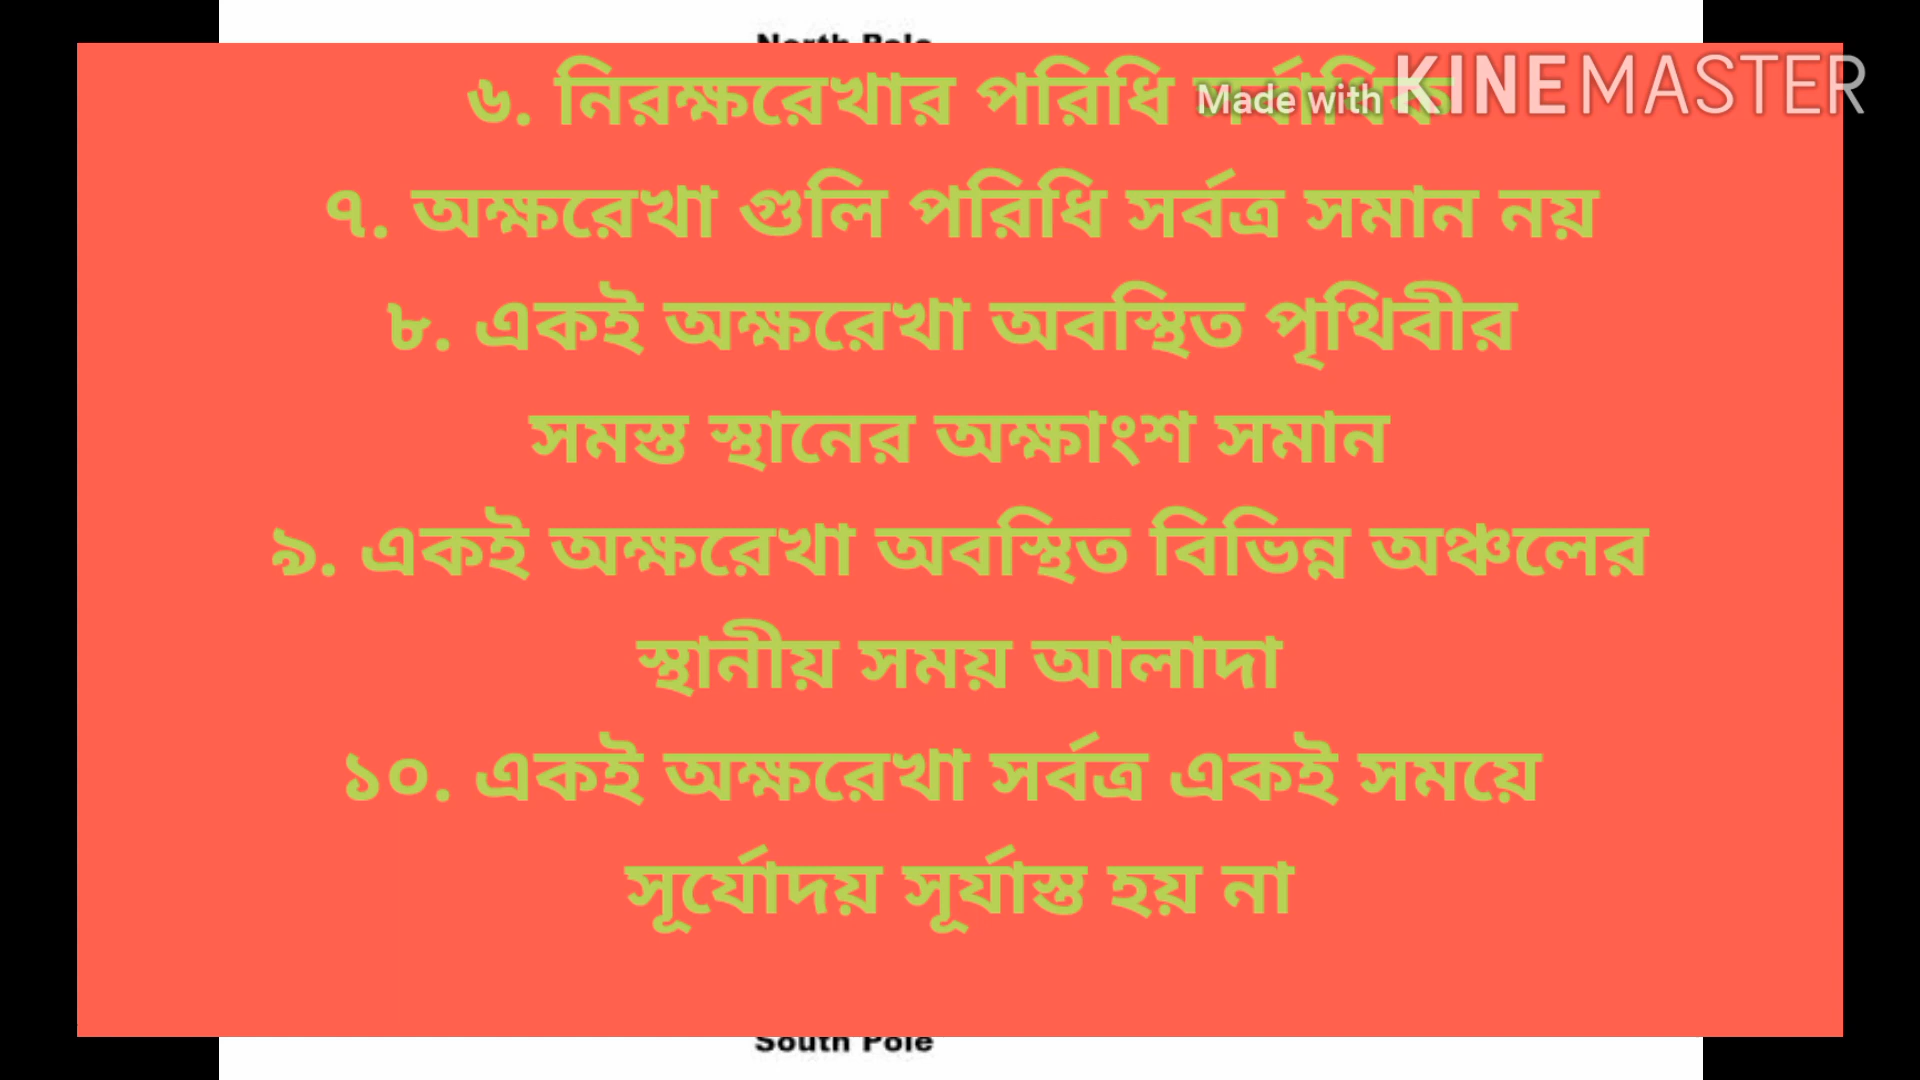 North Pole
৬. নিরক্ষরেখার পরিধি সর্বাধিক
Made with KINEMASTER
৭. অক্ষরেখা গুলি পরিধি সর্বত্র সমান নয়
৮. একই অক্ষরেখা অবস্থিত পৃথিবীর
সমস্ত স্থানের অক্ষাংশ সমান
৯. একই অক্ষরেখা অবস্থিত বিভিন্ন অঞ্চলের
স্থানীয় সময় আলাদা
১০. একই অক্ষরেখা সর্বত্র একই সময়ে
সূর্যোদয় সূর্যাস্ত হয় না
South Pole